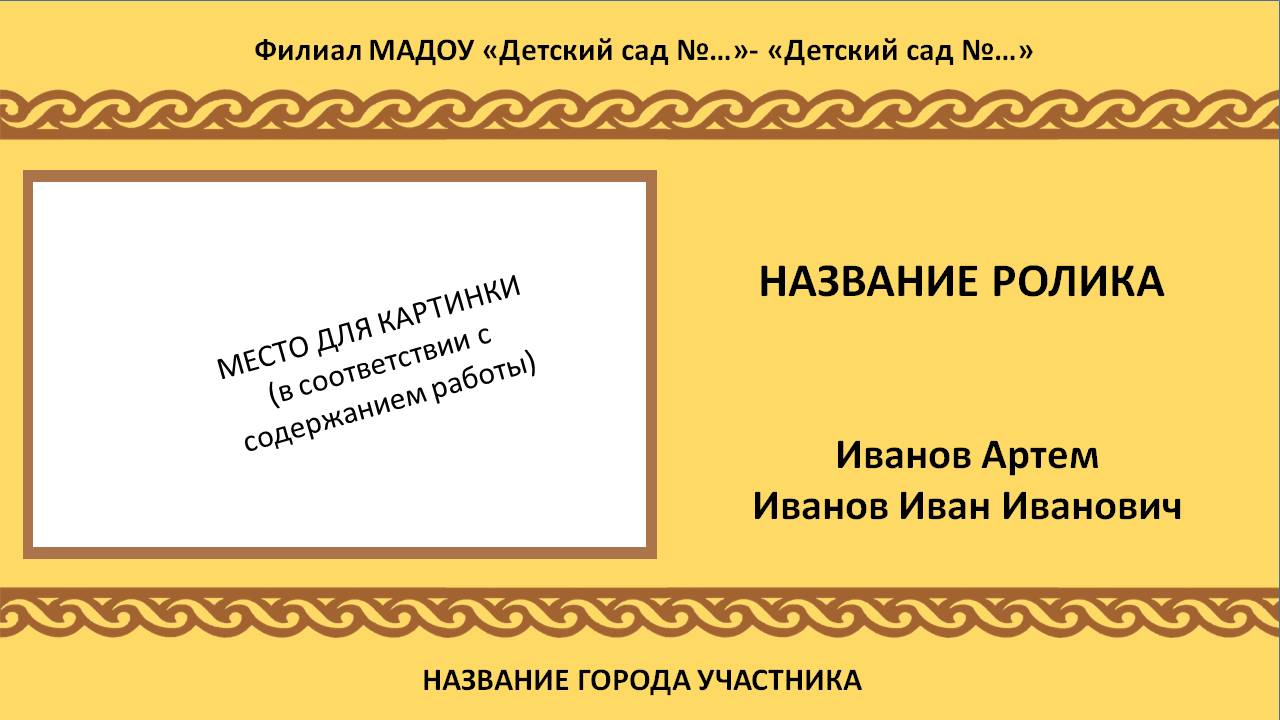 Филиал МАДОУ «Детский сад №…»- «Детский сад №…»
МЕСТО ДЛЯ КАРТИНКИ
(в соответствии с
содержанием работы)
НАЗВАНИЕ РОЛИКА
Иванов Артем
Иванов Иван Иванович
НАЗВАНИЕ ГОРОДА УЧАСТНИКА